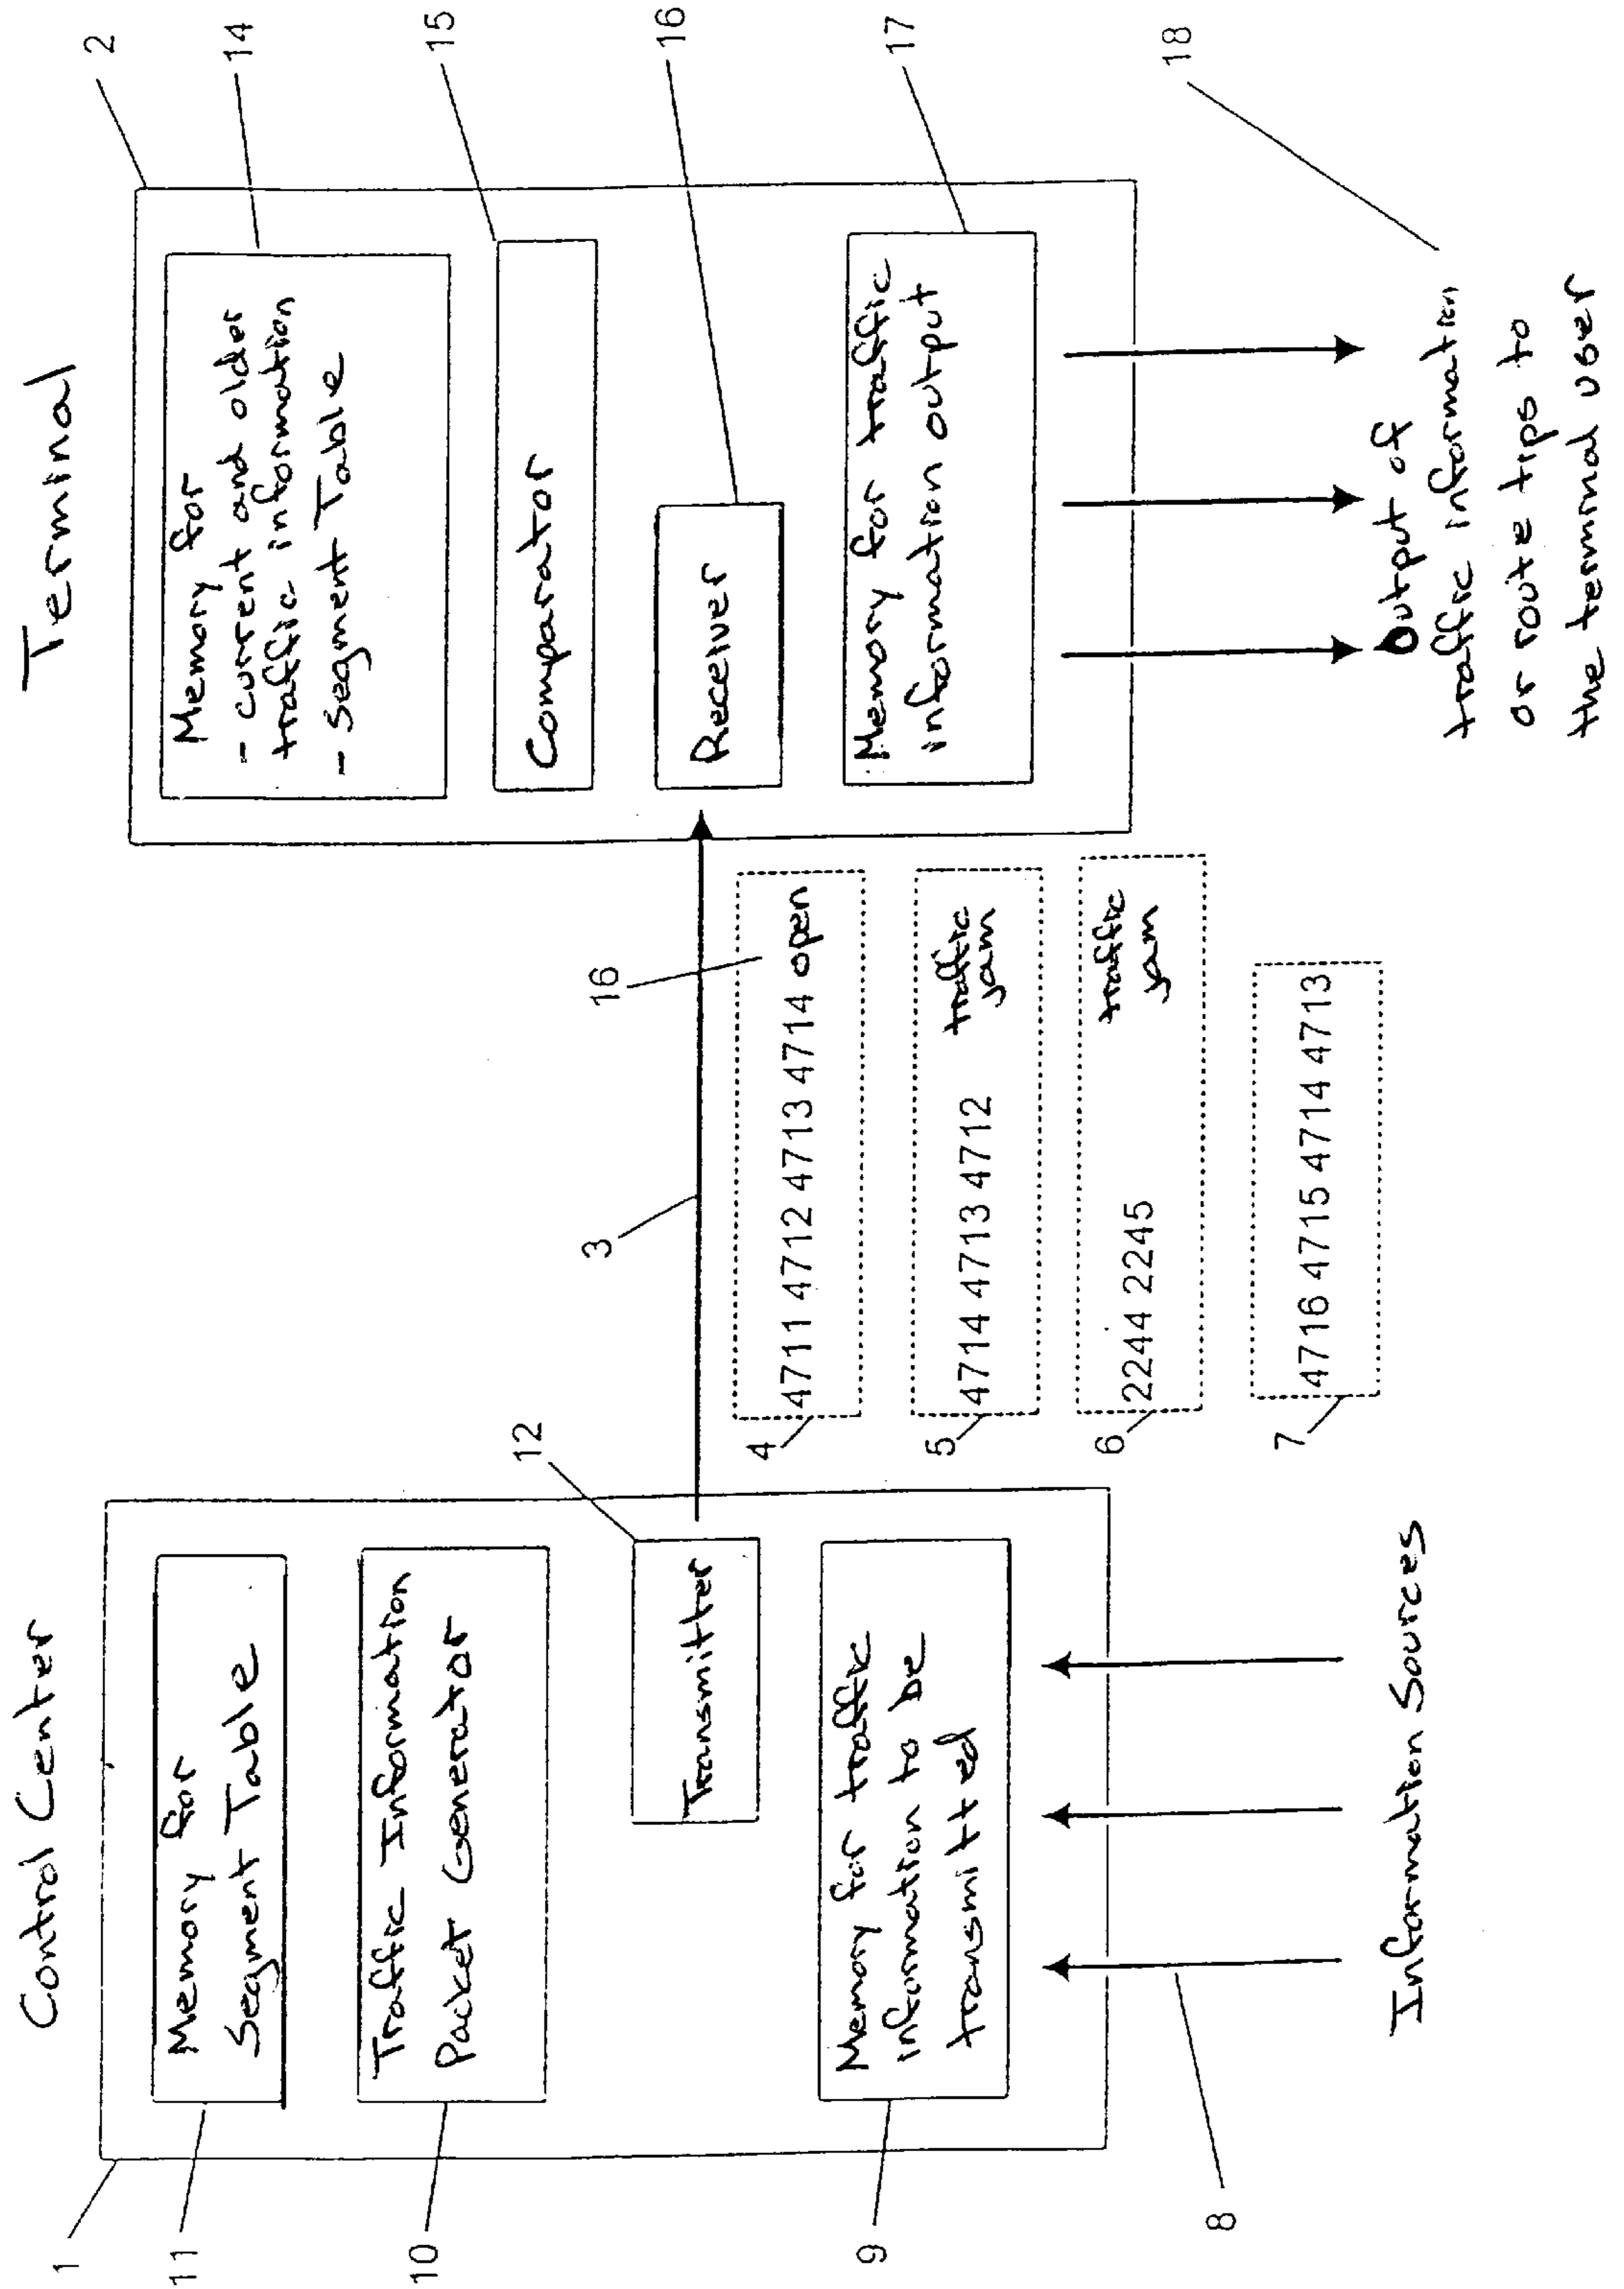 Control Center
1
11
Memory for
Segment Table
10
Traffic Information
Packet Generator
12
Transmitter
9
Memory for traffic
information to be
transmitted
8
Information Sources
3
16
4
4711 4712 4713 4714 open
5
4714 4713 4712 traffic
jam
6
2244 2245 traffic
jam
7
4716 4715 4714 4713
Terminal
2
14
Memory for
- current and older
traffic information
- Segment Table
15
Comparator
16
Receiver
17
Memory for traffic
information output
18
Output of
traffic information
or route tips to
the terminal user